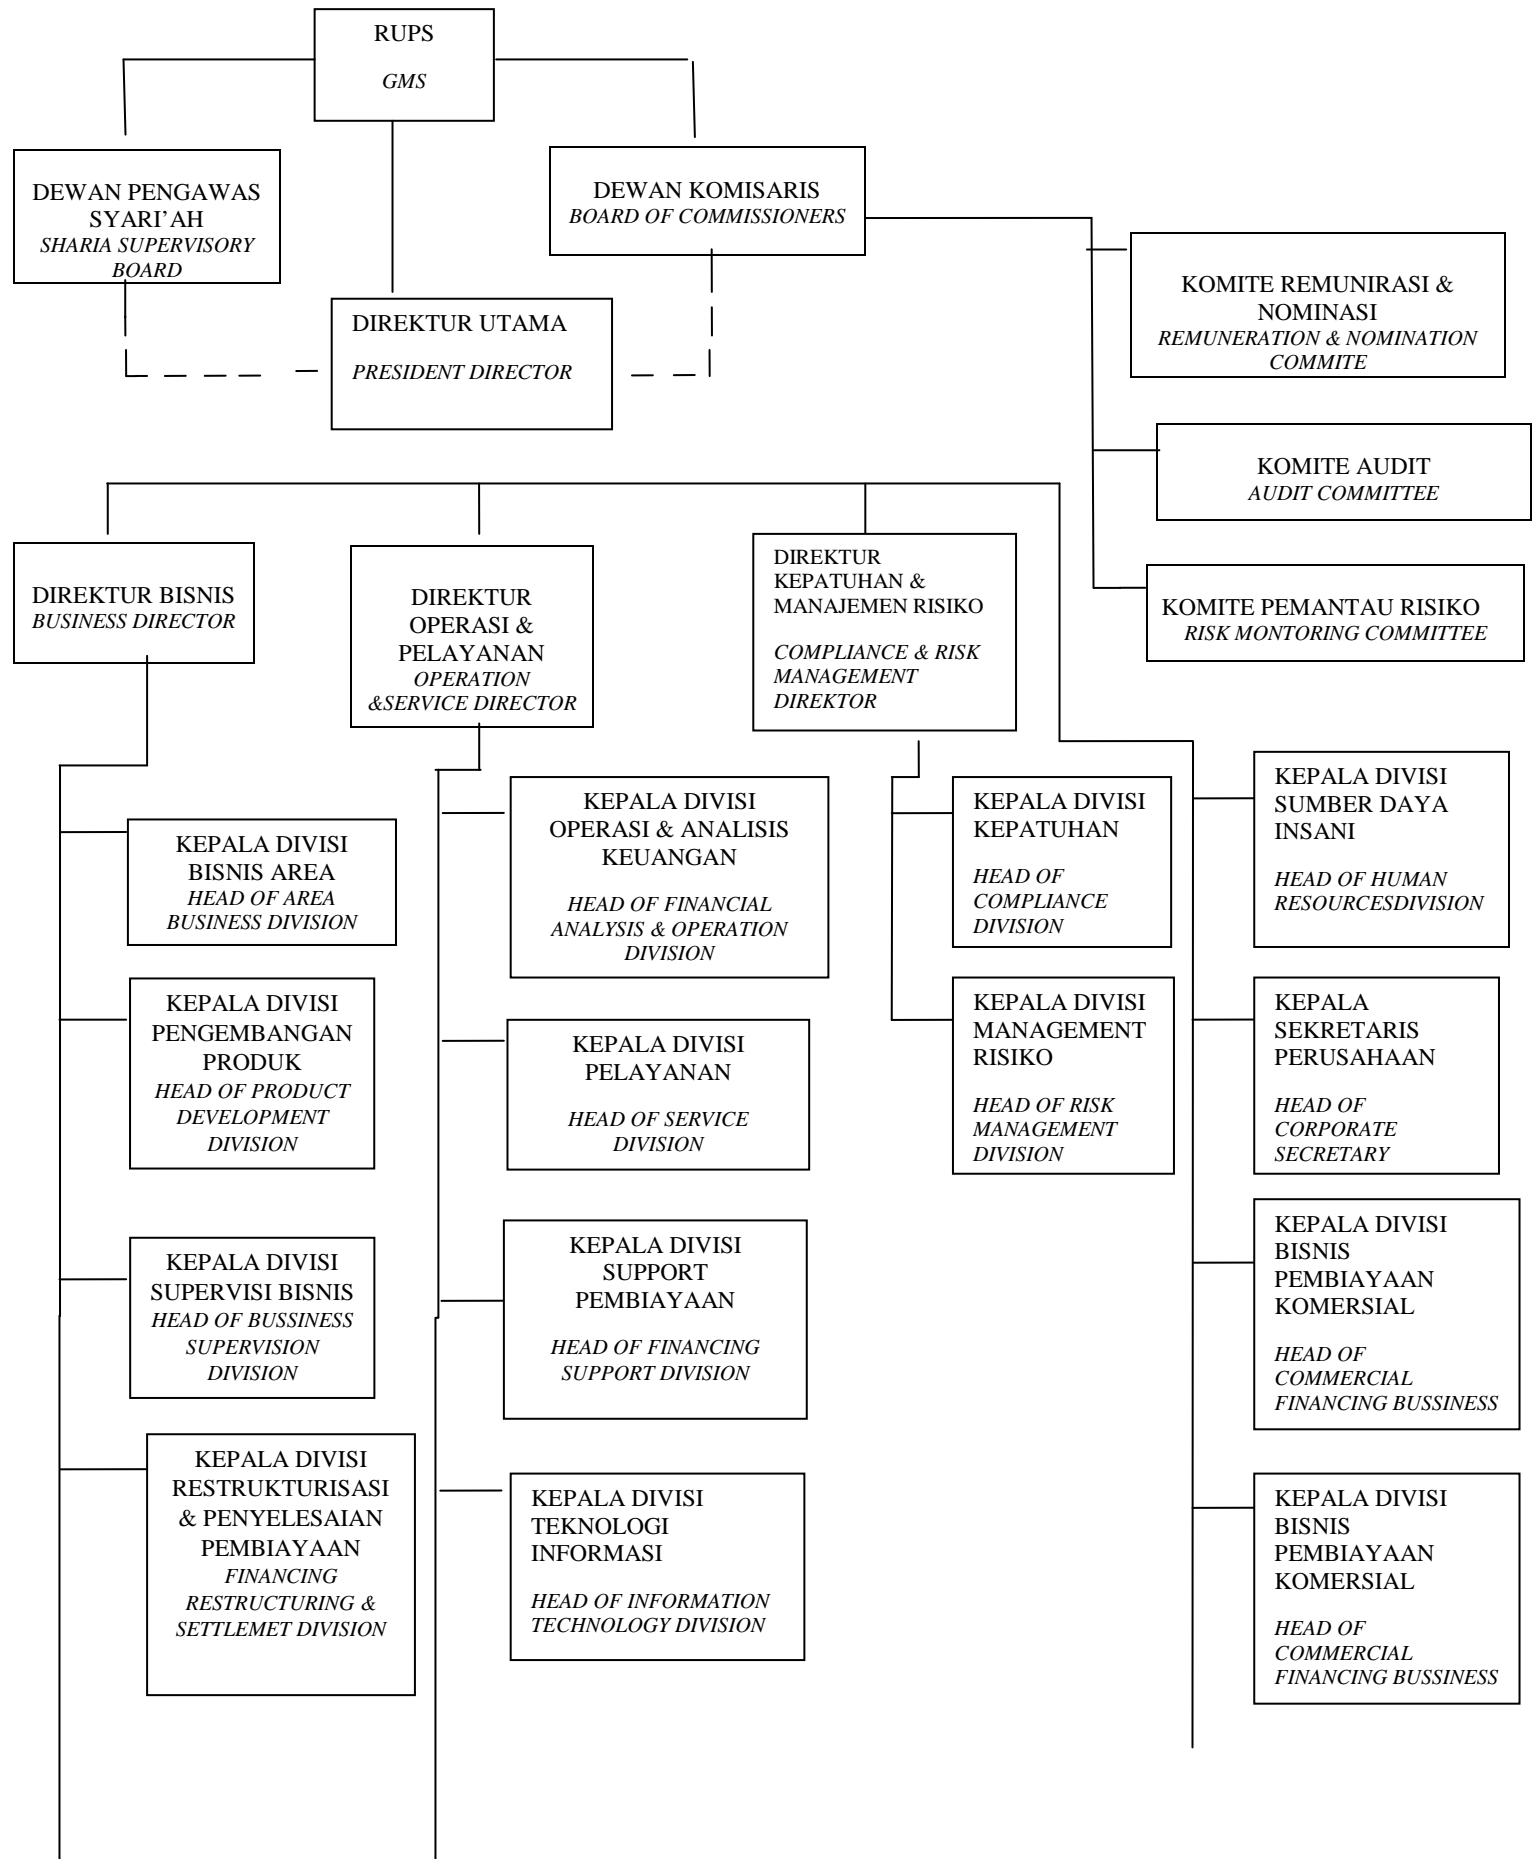 RUPS
GMS
DEWAN PENGAWAS
SYARI’AH
SHARIA SUPERVISORY
BOARD
DEWAN KOMISARIS
BOARD OF COMMISSIONERS
DIREKTUR UTAMA
PRESIDENT DIRECTOR
KOMITE REMUNIRASI &
NOMINASI
REMUNERATION & NOMINATION
COMMITE
KOMITE AUDIT
AUDIT COMMITTEE
KOMITE PEMANTAU RISIKO
RISK MONTORING COMMITTEE
DIREKTUR BISNIS
BUSINESS DIRECTOR
DIREKTUR
OPERASI &
PELAYANAN
OPERATION
&SERVICE DIRECTOR
DIREKTUR
KEPATUHAN &
MANAJEMEN RISIKO
COMPLIANCE & RISK
MANAGEMENT
DIREKTOR
KEPALA DIVISI
BISNIS AREA
HEAD OF AREA
BUSINESS DIVISION
KEPALA DIVISI
PENGEMBANGAN
PRODUK
HEAD OF PRODUCT
DEVELOPMENT
DIVISION
KEPALA DIVISI
SUPERVISI BISNIS
HEAD OF BUSSINESS
SUPERVISION
DIVISION
KEPALA DIVISI
RESTRUKTURISASI
& PENYELESAIAN
PEMBIAYAAN
FINANCING
RESTRUCTURING &
SETTLEMET DIVISION
KEPALA DIVISI
OPERASI & ANALISIS
KEUANGAN
HEAD OF FINANCIAL
ANALYSIS & OPERATION
DIVISION
KEPALA DIVISI
PELAYANAN
HEAD OF SERVICE
DIVISION
KEPALA DIVISI
SUPPORT
PEMBIAYAAN
HEAD OF FINANCING
SUPPORT DIVISION
KEPALA DIVISI
TEKNOLOGI
INFORMASI
HEAD OF INFORMATION
TECHNOLOGY DIVISION
KEPALA DIVISI
KEPATUHAN
HEAD OF
COMPLIANCE
DIVISION
KEPALA DIVISI
MANAGEMENT
RISIKO
HEAD OF RISK
MANAGEMENT
DIVISION
KEPALA DIVISI
SUMBER DAYA
INSANI
HEAD OF HUMAN
RESOURCESDIVISION
KEPALA
SEKRETARIS
PERUSAHAAN
HEAD OF
CORPORATE
SECRETARY
KEPALA DIVISI
BISNIS
PEMBIAYAAN
KOMERSIAL
HEAD OF
COMMERCIAL
FINANCING BUSSINESS
KEPALA DIVISI
BISNIS
PEMBIAYAAN
KOMERSIAL
HEAD OF
COMMERCIAL
FINANCING BUSSINESS